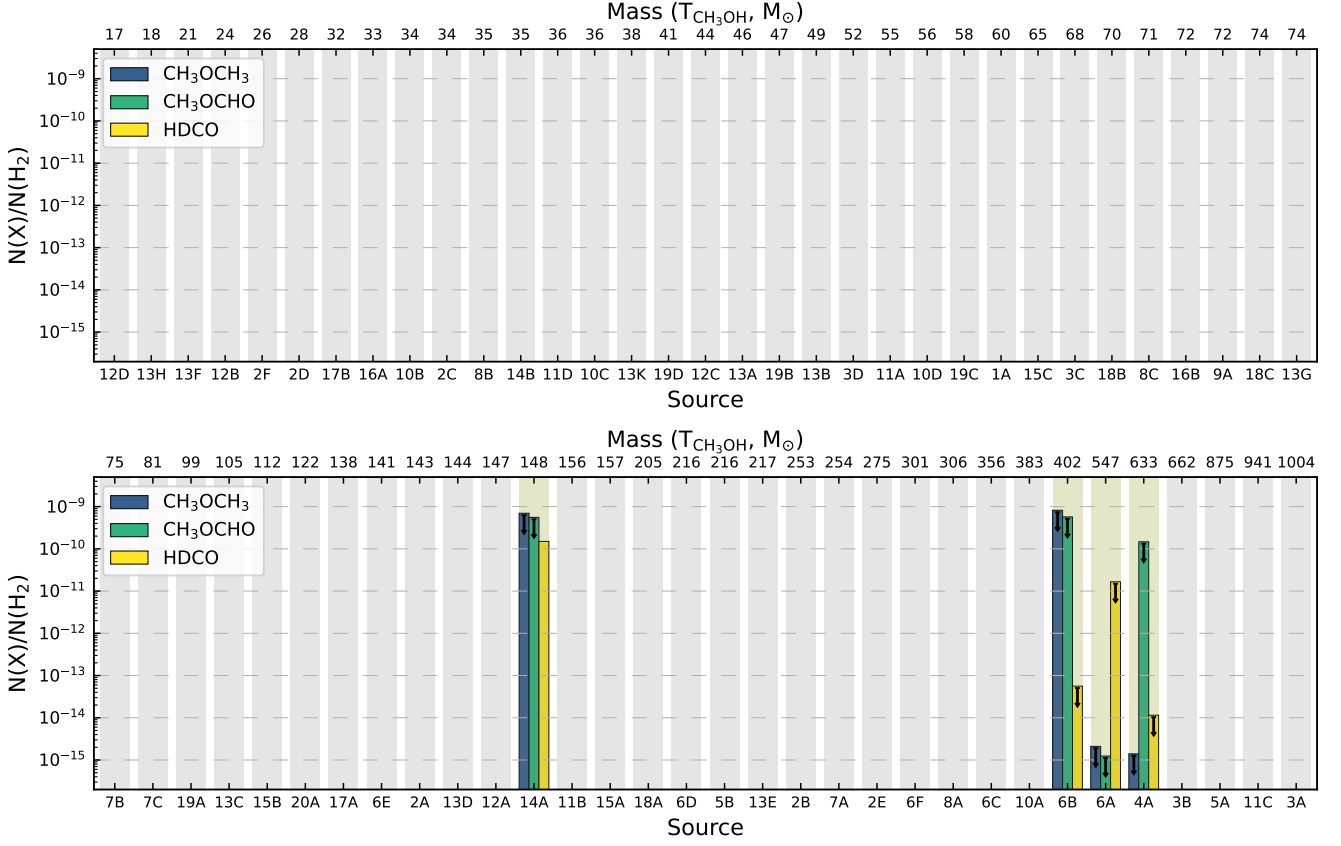 Mass (T_CH₃OH, M⊙)
17 18 21 24 26 28 32 33 34 34 35 35 36 36 38 41 44 46 47 49 52 55 56 58 60 65 68 70 71 72 72 74 74
CH₃OCH₃
CH₃OCHO
HDCO
N(X)/N(H₂)
10⁻⁹
10⁻¹⁰
10⁻¹¹
10⁻¹²
10⁻¹³
10⁻¹⁴
10⁻¹⁵
12D 13H 13F 12B 2F 2D 17B 16A 10B 2C 8B 14B 11D 10C 13K 19D 12C 13A 19B 13B 3D 11A 10D 19C 1A 15C 3C 18B 8C 16B 9A 18C 13G
Source
Mass (T_CH₃OH, M⊙)
75 81 99 105 112 122 138 141 143 144 147 148 156 157 205 216 216 217 253 254 275 301 306 356 383 402 547 633 662 875 941 1004
CH₃OCH₃
CH₃OCHO
HDCO
N(X)/N(H₂)
10⁻⁹
10⁻¹⁰
10⁻¹¹
10⁻¹²
10⁻¹³
10⁻¹⁴
10⁻¹⁵
7B 7C 19A 13C 15B 20A 17A 6E 2A 13D 12A 14A 11B 15A 18A 6D 5B 13E 2B 7A 2E 6F 8A 6C 10A 6B 6A 4A 3B 5A 11C 3A
Source